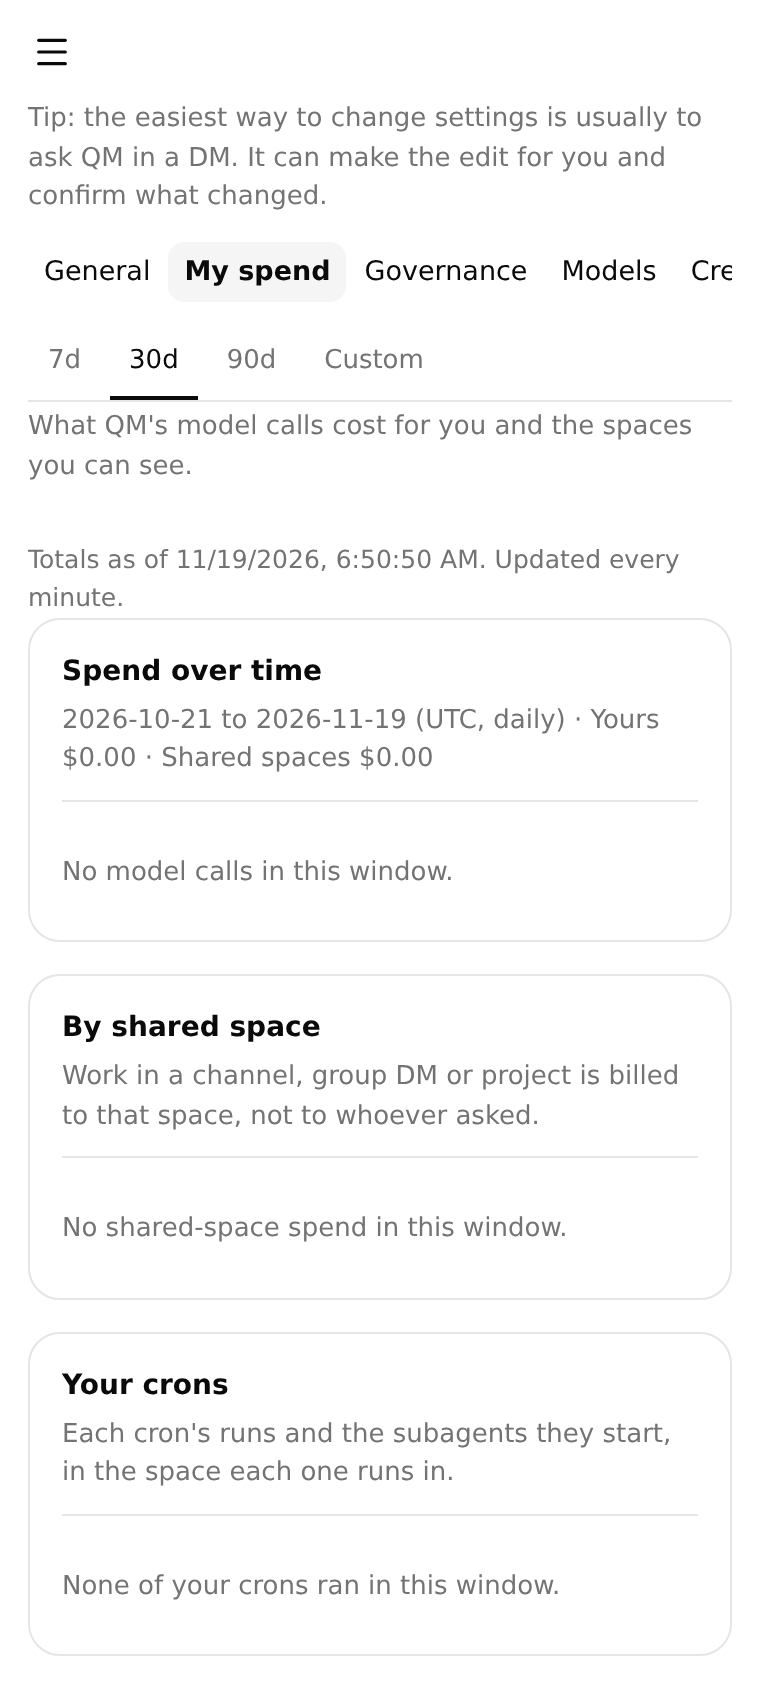 Tip: the easiest way to change settings is usually to
ask QM in a DM. It can make the edit for you and
confirm what changed.
General My spend Governance Models Cre
7d 30d 90d Custom
What QM's model calls cost for you and the spaces
you can see.
Totals as of 11/19/2026, 6:50:50 AM. Updated every
minute.
Spend over time
2026-10-21 to 2026-11-19 (UTC, daily) · Yours
$0.00 · Shared spaces $0.00
No model calls in this window.
By shared space
Work in a channel, group DM or project is billed
to that space, not to whoever asked.
No shared-space spend in this window.
Your crons
Each cron's runs and the subagents they start,
in the space each one runs in.
None of your crons ran in this window.